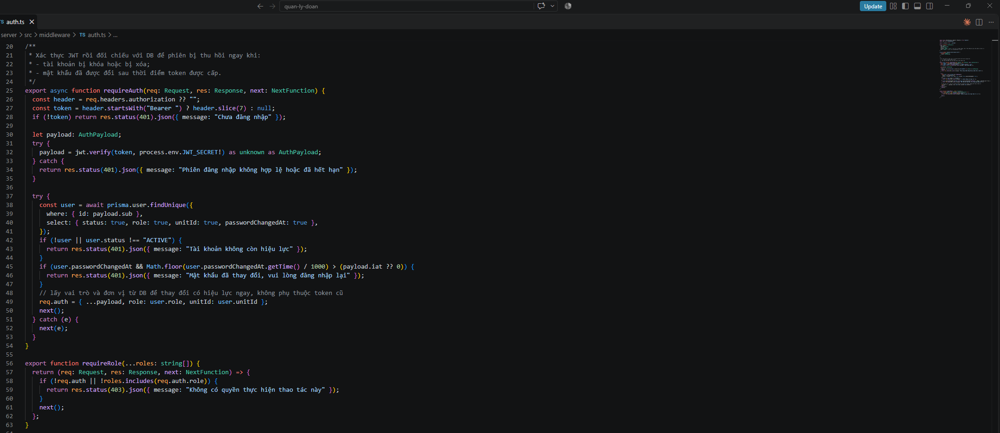 quan-ly-doan
Update
TS auth.ts
server > src > middleware > TS auth.ts > ...
20 /**
21 * Xác thực JWT rồi đối chiếu với DB để phiên bị thu hồi ngay khi:
22 * - tài khoản bị khóa hoặc bị xóa;
23 * - mật khẩu đã được đổi sau thời điểm token được cấp.
24 */
25 export async function requireAuth(req: Request, res: Response, next: NextFunction) {
26 const header = req.headers.authorization ?? "";
27 const token = header.startsWith("Bearer ") ? header.slice(7) : null;
28 if (!token) return res.status(401).json({ message: "Chưa đăng nhập" });
29
30 let payload: AuthPayload;
31 try {
32 payload = jwt.verify(token, process.env.JWT_SECRET!) as unknown as AuthPayload;
33 } catch {
34 return res.status(401).json({ message: "Phiên đăng nhập không hợp lệ hoặc đã hết hạn" });
35 }
36
37 try {
38 const user = await prisma.user.findUnique({
39 where: { id: payload.sub },
40 select: { status: true, role: true, unitId: true, passwordChangedAt: true },
41 });
42 if (!user || user.status !== "ACTIVE") {
43 return res.status(401).json({ message: "Tài khoản không còn hiệu lực" });
44 }
45 if (user.passwordChangedAt && Math.floor(user.passwordChangedAt.getTime() / 1000) > (payload.iat ?? 0)) {
46 return res.status(401).json({ message: "Mật khẩu đã thay đổi, vui lòng đăng nhập lại" });
47 }
48 // lấy vai trò và đơn vị từ DB để thay đổi có hiệu lực ngay, không phụ thuộc token cũ
49 req.auth = { ...payload, role: user.role, unitId: user.unitId };
50 next();
51 } catch (e) {
52 next(e);
53 }
54 }
55
56 export function requireRole(...roles: string[]) {
57 return (req: Request, res: Response, next: NextFunction) => {
58 if (!req.auth || !roles.includes(req.auth.role)) {
59 return res.status(403).json({ message: "Không có quyền thực hiện thao tác này" });
60 }
61 next();
62 };
63 }